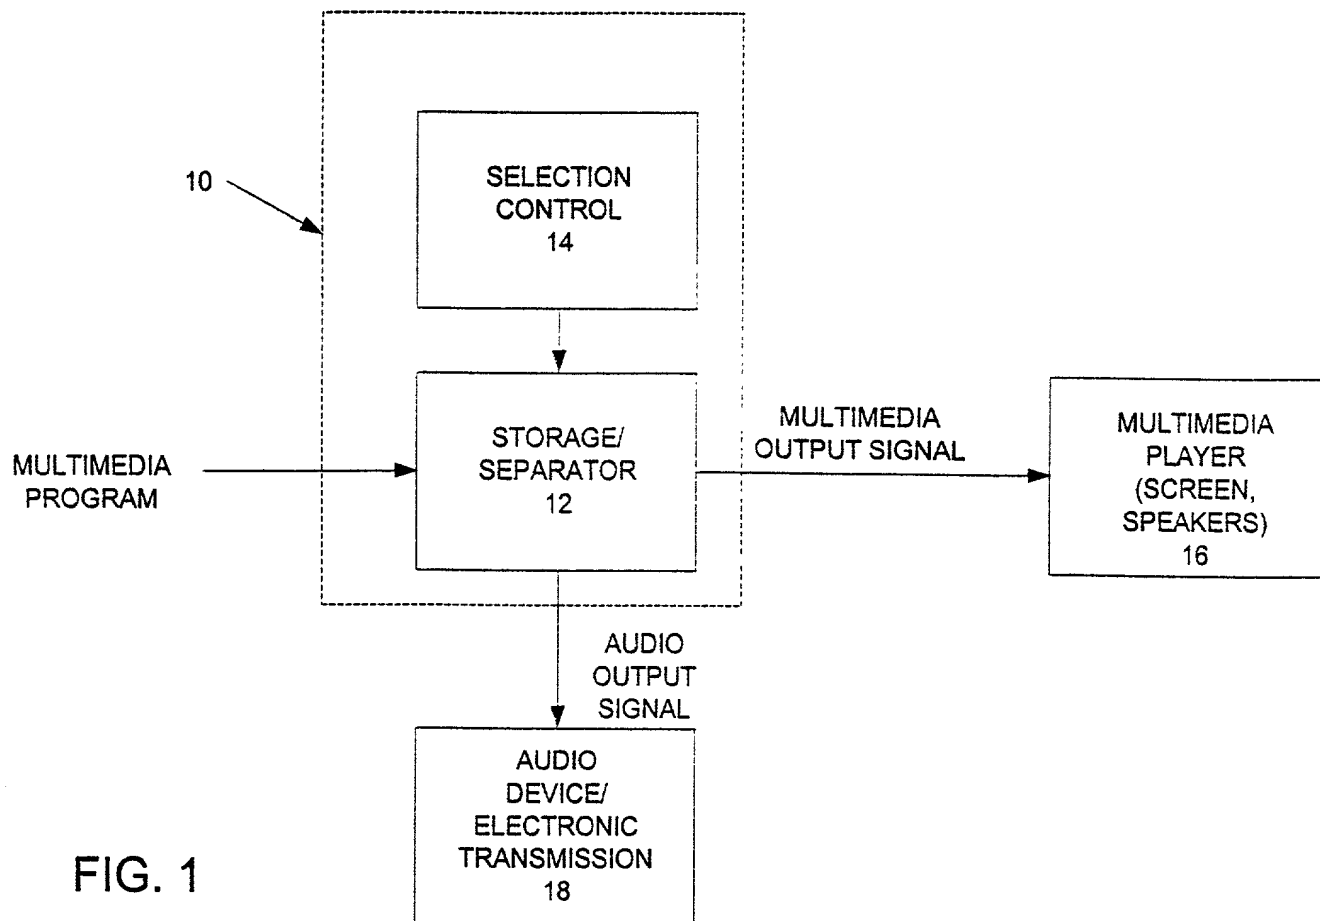 10
SELECTION
CONTROL
14
MULTIMEDIA
PROGRAM
STORAGE/
SEPARATOR
12
MULTIMEDIA
OUTPUT SIGNAL
MULTIMEDIA
PLAYER
(SCREEN,
SPEAKERS)
16
AUDIO
OUTPUT
SIGNAL
AUDIO
DEVICE/
ELECTRONIC
TRANSMISSION
18
FIG. 1